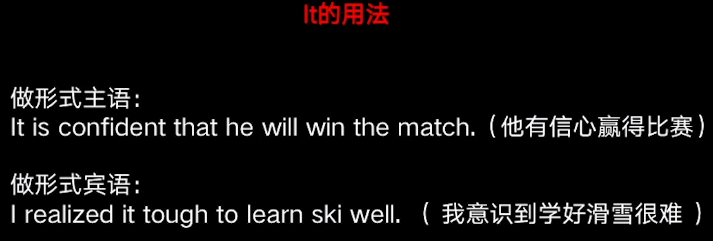 It的用法
做形式主语：
It is confident that he will win the match.（他有信心赢得比赛）
做形式宾语：
I realized it tough to learn ski well. （ 我意识到学好滑雪很难 ）